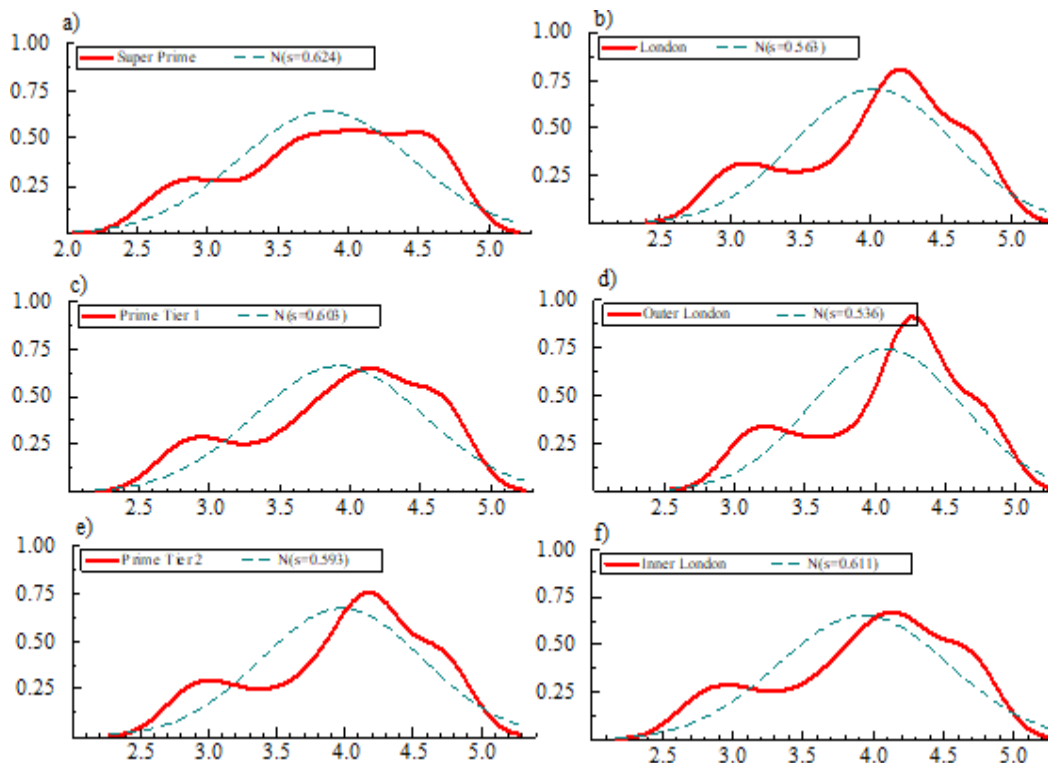 a)
1.00
Super Prime N(s=0.624)
0.75
0.50
0.25
2.0 2.5 3.0 3.5 4.0 4.5 5.0
b)
1.00
London N(s=0.563)
0.75
0.50
0.25
2.5 3.0 3.5 4.0 4.5 5.0
c)
1.00
Prime Tier 1 N(s=0.603)
0.75
0.50
0.25
2.5 3.0 3.5 4.0 4.5 5.0
d)
1.00
Outer London N(s=0.536)
0.75
0.50
0.25
2.5 3.0 3.5 4.0 4.5 5.0
e)
1.00
Prime Tier 2 N(s=0.593)
0.75
0.50
0.25
2.5 3.0 3.5 4.0 4.5 5.0
f)
1.00
Inner London N(s=0.611)
0.75
0.50
0.25
2.5 3.0 3.5 4.0 4.5 5.0